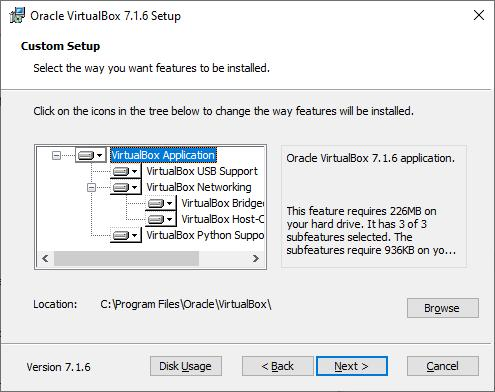 Oracle VirtualBox 7.1.6 Setup
Custom Setup
Select the way you want features to be installed.
Click on the icons in the tree below to change the way features will be installed.
VirtualBox Application
VirtualBox USB Support
VirtualBox Networking
VirtualBox Bridge
VirtualBox Host-C
VirtualBox Python Suppo
Oracle VirtualBox 7.1.6 application.
This feature requires 226MB on
your hard drive. It has 3 of 3
subfeatures selected. The
subfeatures require 936KB on yo...
Location: C:\Program Files\Oracle\VirtualBox\
Browse
Version 7.1.6
Disk Usage
< Back
Next >
Cancel